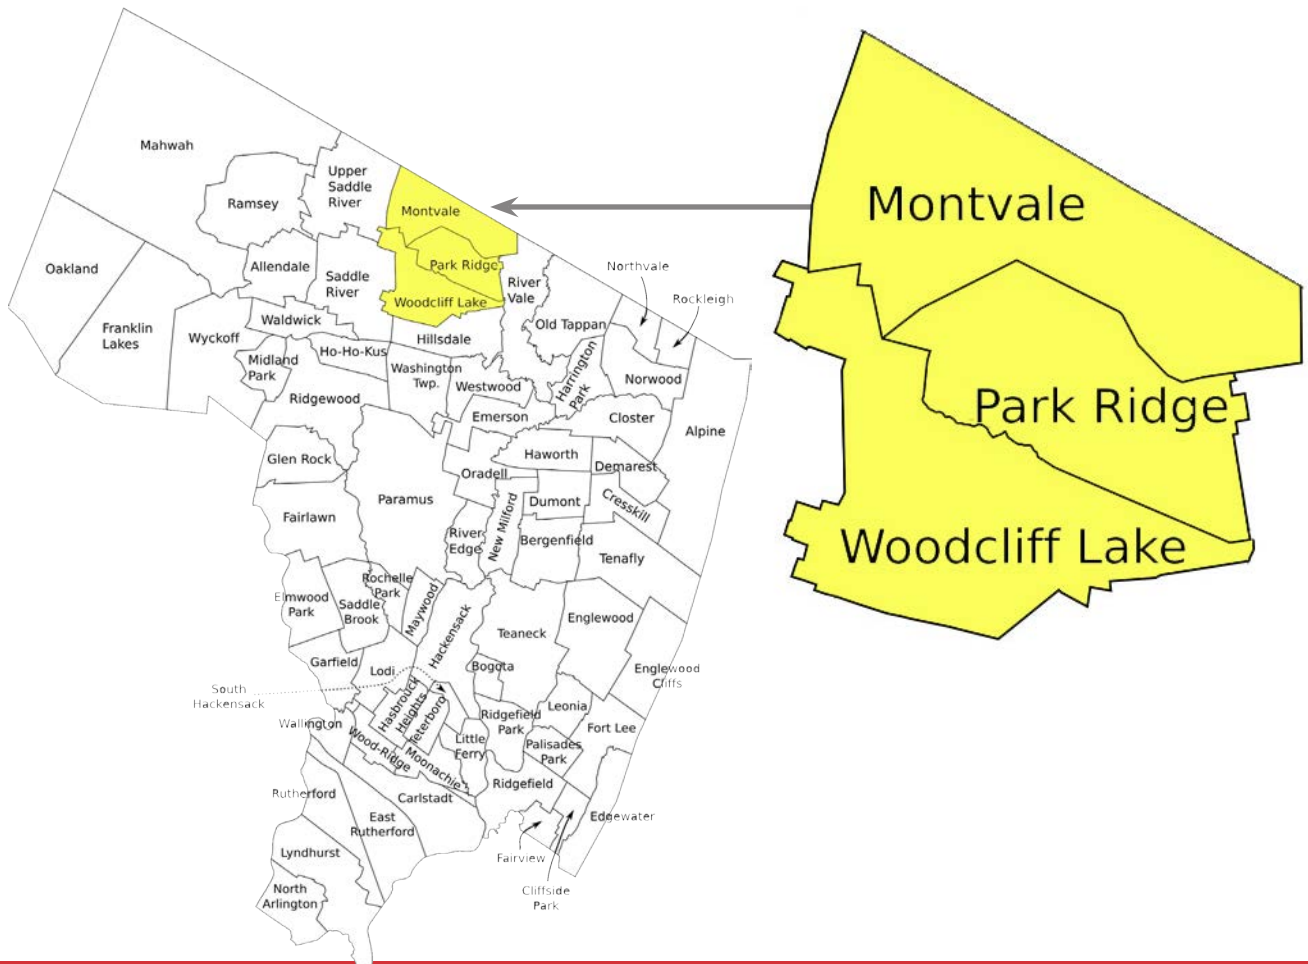 Mahwah
Upper
Saddle
River
Ramsey
Montvale
Allendale
Saddle
River
Park Ridge
Woodcliff Lake
River
Vale
Northvale
Rockleigh
Oakland
Franklin
Lakes
Wyckoff
Waldwick
Ho-Ho-Kus
Hillsdale
Old Tappan
Midland
Park
Washington
Twp.
Westwood
Harrington
Park
Norwood
Ridgewood
Emerson
Closter
Alpine
Glen Rock
Paramus
Oradell
Haworth
Demarest
Fairlawn
River
Edge
New Milford
Dumont
Cresskill
Bergenfield
Tenafly
Elmwood
Park
Rochelle
Park
Saddle
Brook
Maywood
Hackensack
Teaneck
Englewood
Garfield
Lodi
Bogota
Englewood
Cliffs
South
Hackensack
Hasbrouck
Heights
Teterboro
Wallington
Wood-Ridge
Moonachie
Little
Ferry
Ridgefield
Park
Leonia
Fort Lee
Palisades
Park
Ridgefield
Rutherford
Carlstadt
East
Rutherford
Edgewater
Lyndhurst
Fairview
Cliffside
Park
North
Arlington
Montvale
Park Ridge
Woodcliff Lake